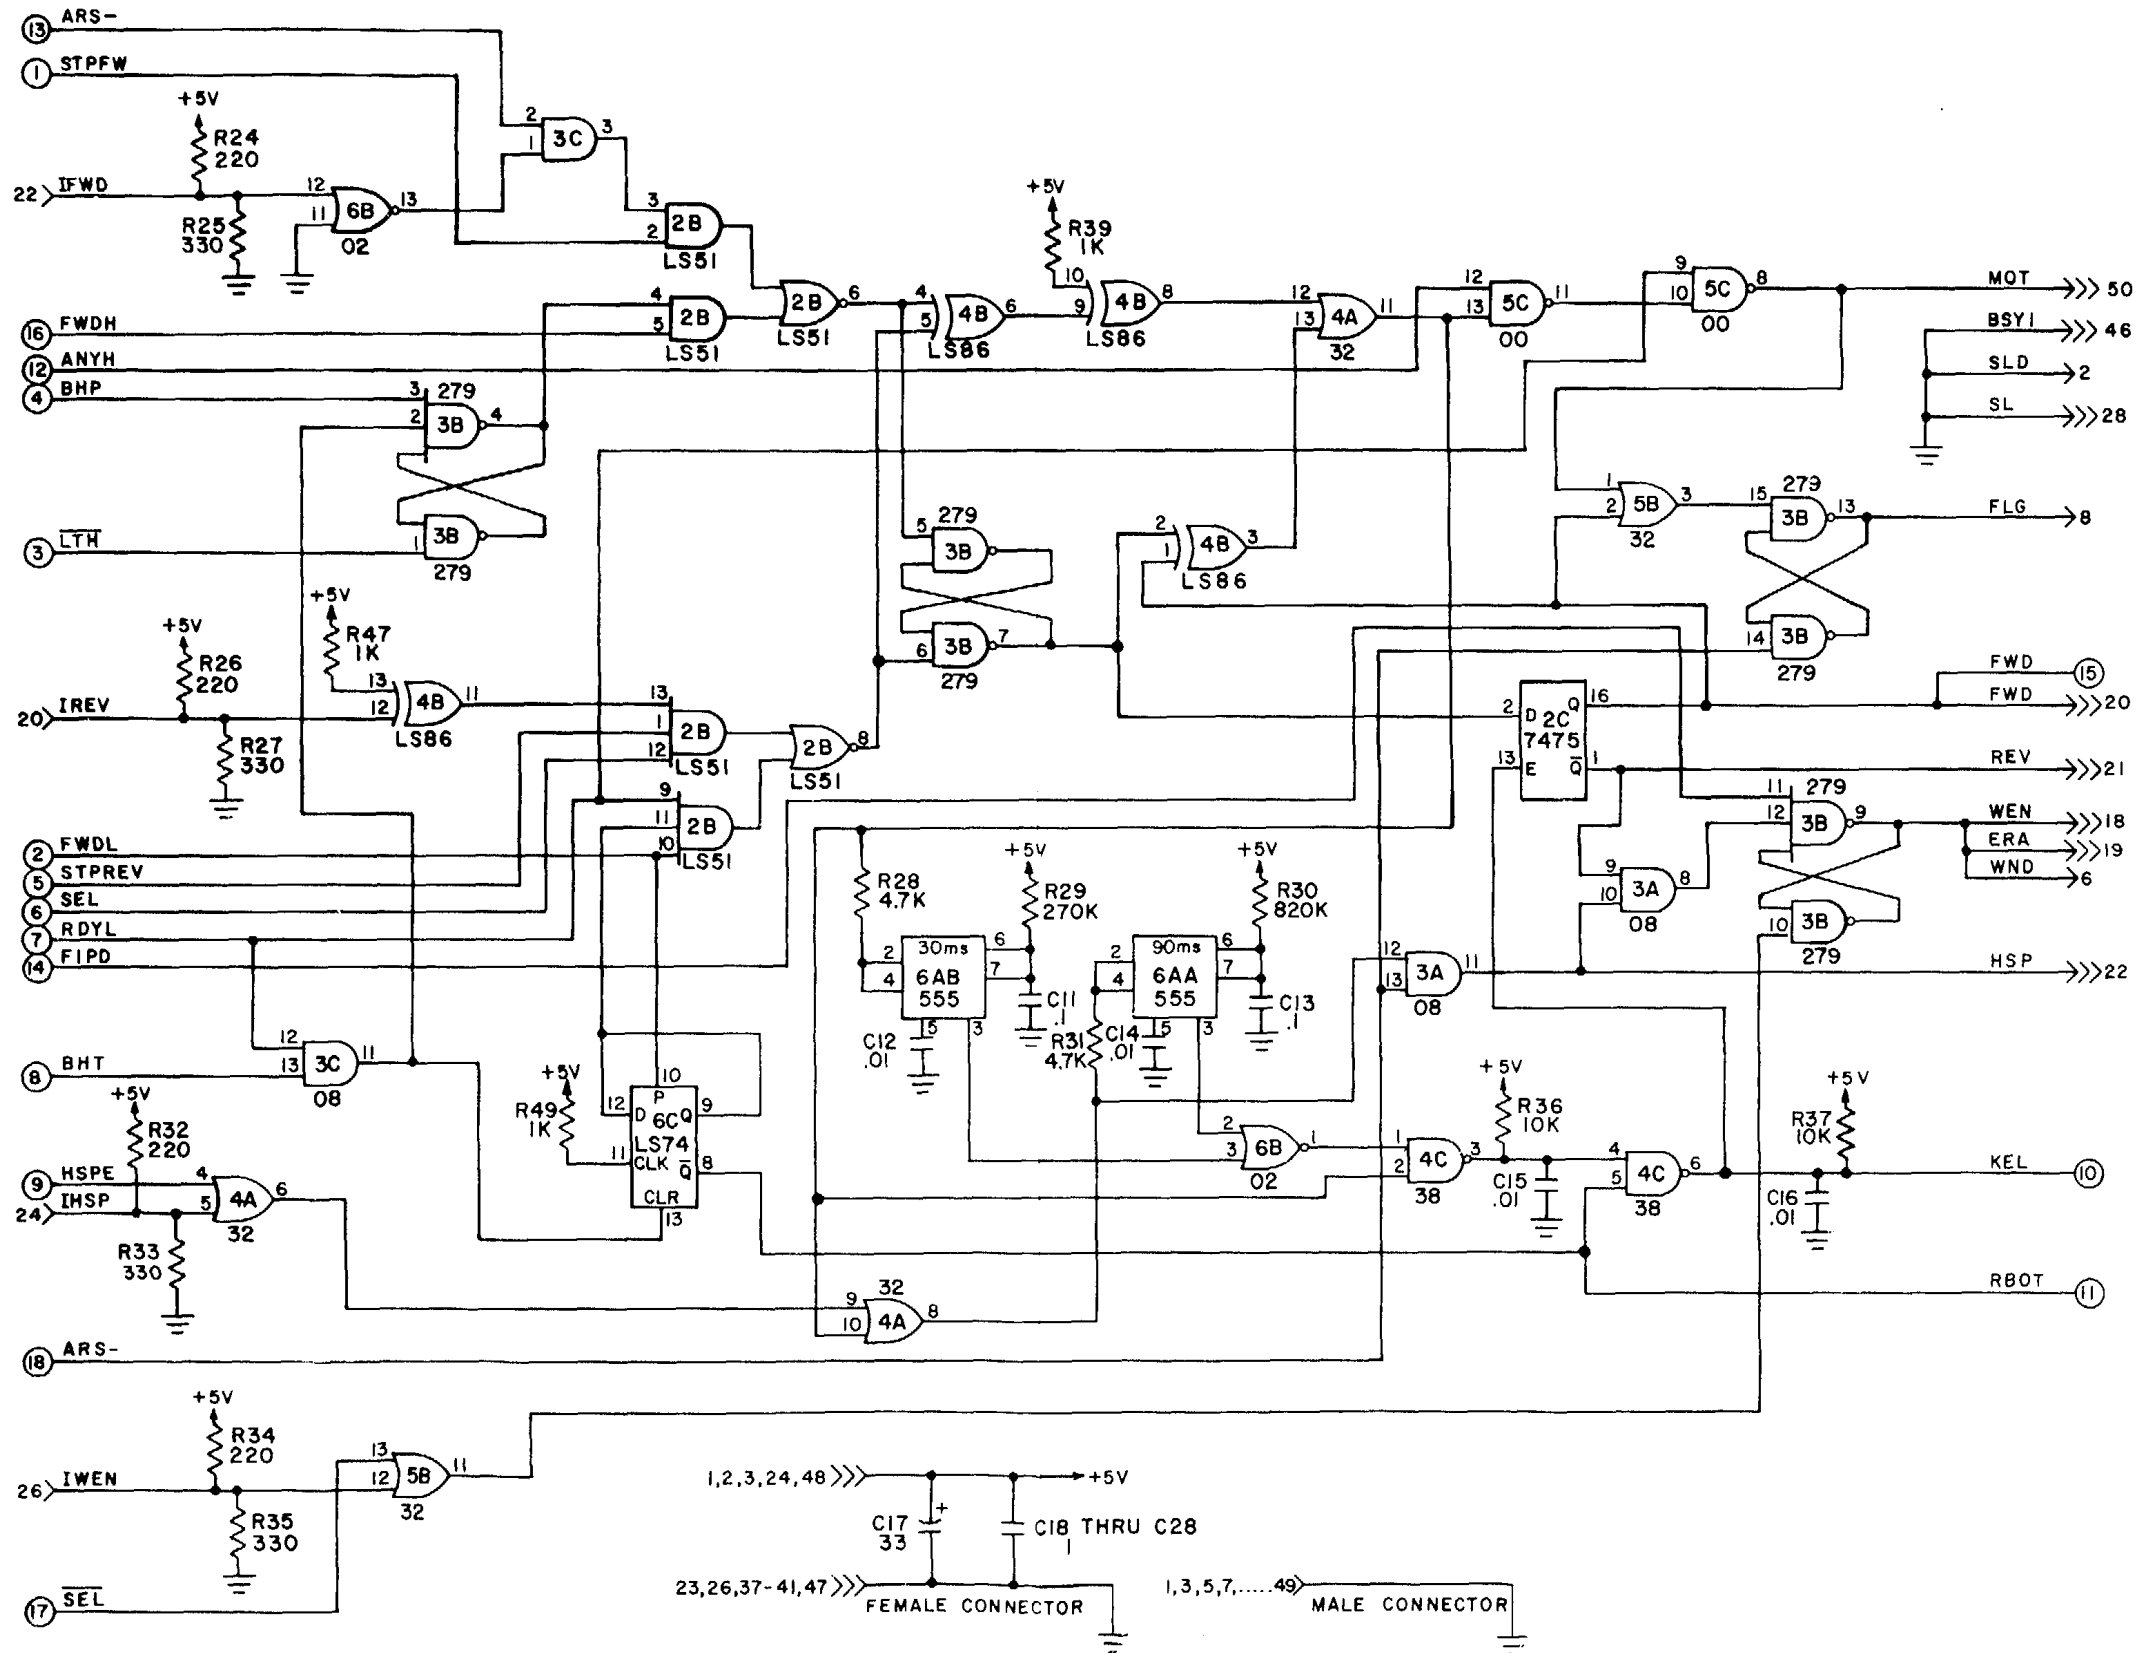 13 ARS-
1 STPFW
+5V
R24
220
22 IFWD
12
11
6B
13
02
R25
330
2
1
3C
3
3
2
2B
LS51
4
5
2B
LS51
2B
6
LS51
16 FWDH
12 ANYH
4 BHP
3
279
2
3B
4
3B
1
279
3 LTH
+5V
R39
1K
10
4
5
4B
6
LS86
9
4B
8
LS86
12
13
4A
11
32
12
13
5C
11
00
9
10
5C
8
00
MOT 50
BSY1 46
SLD 2
SL 28
5
279
3B
6
3B
7
279
2
1
4B
3
LS86
1
2
5B
3
32
279
15
3B
13
14
3B
279
FLG 8
+5V
R47
1K
+5V
R26
220
20 IREV
R27
330
13
12
4B
11
LS86
13
1
12
2B
LS51
2B
8
LS51
9
11
10
2B
LS51
2 FWDL
5 STPREV
6 SEL
7 RDYL
14 FIPD
2
D 2C Q
16
7475
13
E Q
1
FWD 15
FWD 20
REV 21
279
11
12
3B
9
10
3B
279
WEN 18
ERA 19
WND 6
9
10
3A
8
08
HSP 22
R28
4.7K
+5V
R29
270K
30ms
2
4
6AB
555
6
7
5
3
C11
.1
C12
.01
+5V
R30
820K
90ms
2
4
6AA
555
6
7
5
3
C13
.1
C14
.01
R31
4.7K
12
13
3A
11
08
8 BHT
12
13
3C
11
08
+5V
R32
220
9 HSPE
24 IHSP
4
5
4A
6
32
R33
330
+5V
R49
1K
10
P
12
D 6C Q
9
LS74
11
CLK Q
8
CLR
13
2
3
6B
1
02
1
2
4C
3
38
+5V
R36
10K
C15
.01
4
5
4C
6
38
+5V
R37
10K
C16
.01
KEL 10
RBOT 11
32
9
10
4A
8
18 ARS-
+5V
R34
220
26 IWEN
R35
330
13
12
5B
11
32
17 SEL
1,2,3,24,48
+5V
C17
33
+
C18 THRU C28
1
23,26,37-41,47
FEMALE CONNECTOR
1,3,5,7,.....49
MALE CONNECTOR